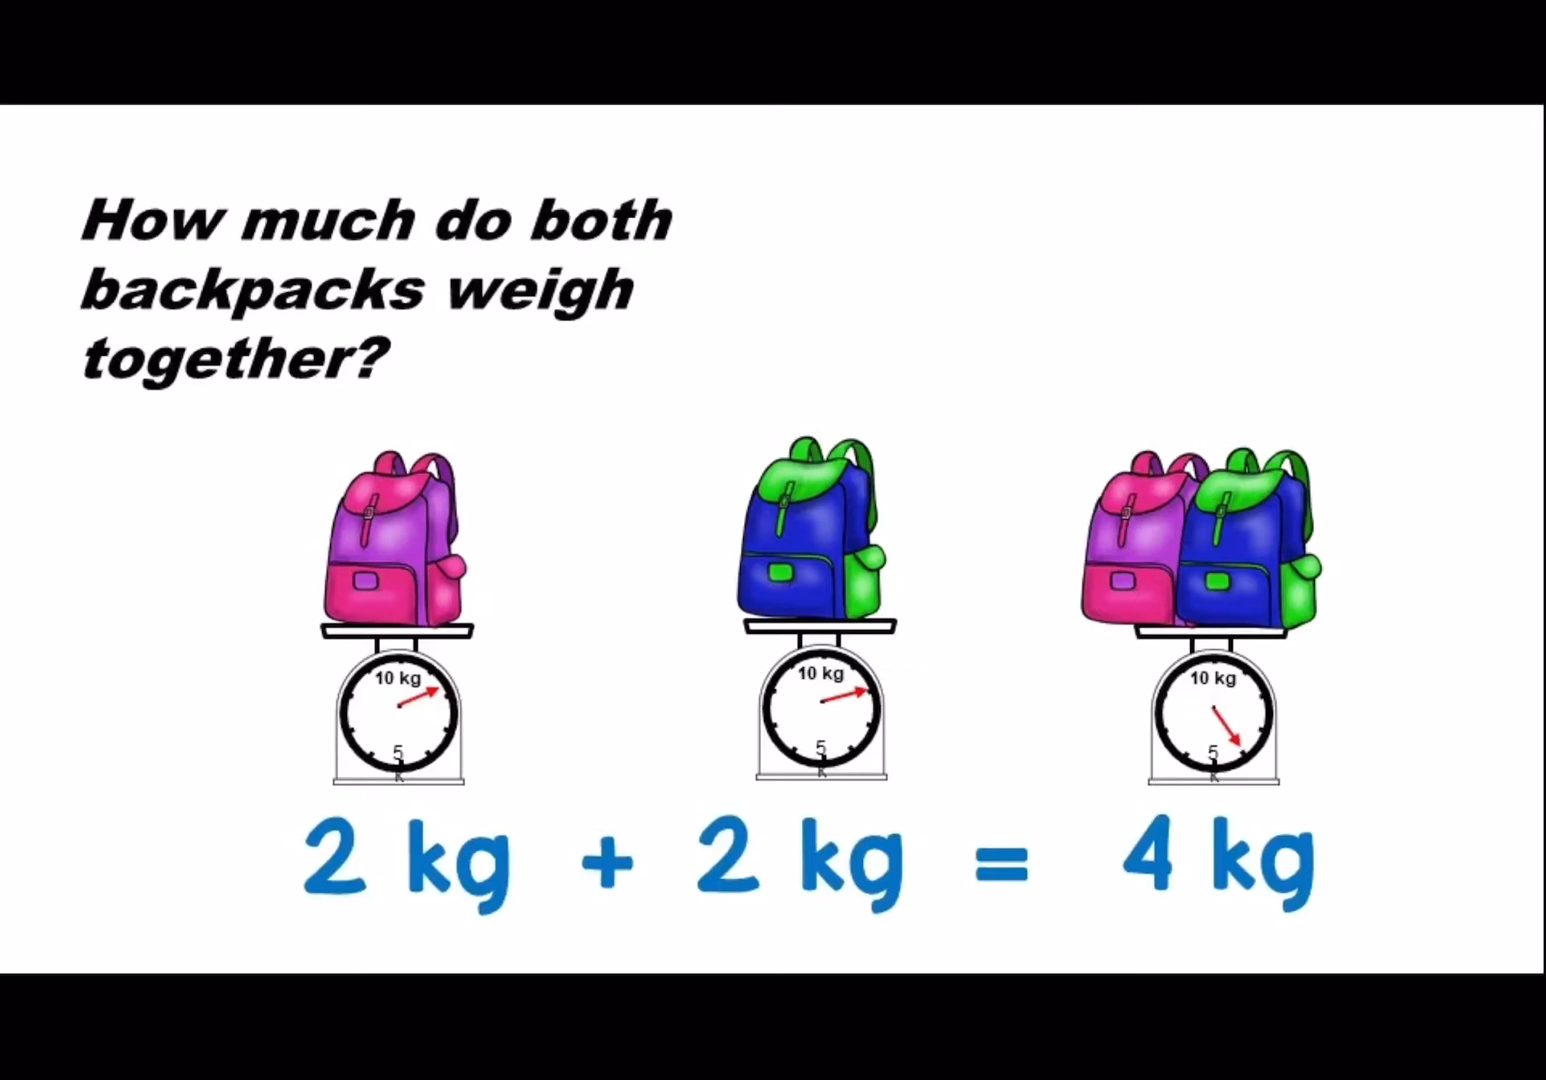 How much do both
backpacks weigh
together?
10 kg
5
K
10 kg
5
K
10 kg
5
K
2 kg + 2 kg = 4 kg